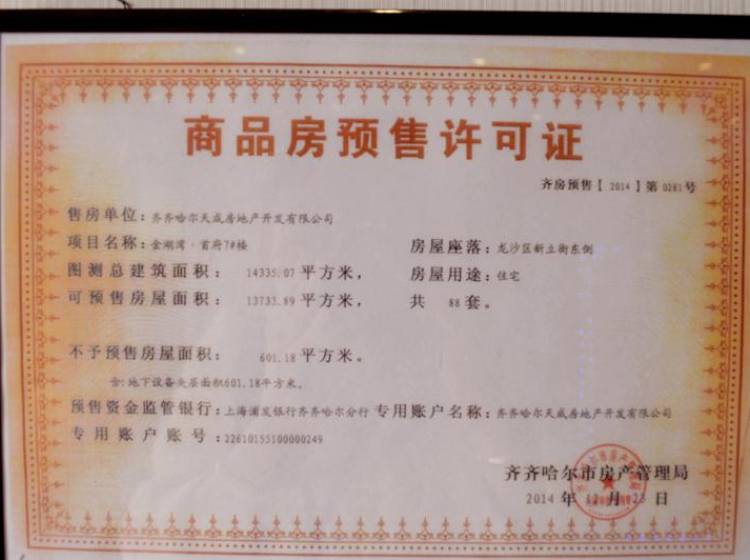 商品房预售许可证
齐房预售【2014】第0281号
售房单位：齐齐哈尔天成房地产开发有限公司
项目名称：金湖湾·首府7#楼 房屋座落：龙沙区新立街东侧
图测总建筑面积：14335.07平方米， 房屋用途：住宅
可预售房屋面积：13733.89平方米， 共 88 套。
不予预售房屋面积：601.18平方米。
含：地下设备夹层面积601.18平方米。
预售资金监管银行：上海浦发银行齐齐哈尔分行 专用账户名称：齐齐哈尔天成房地产开发有限公司
专用账户账号：22610155100000249
齐齐哈尔市房产管理局
2014 年 12 月 23 日